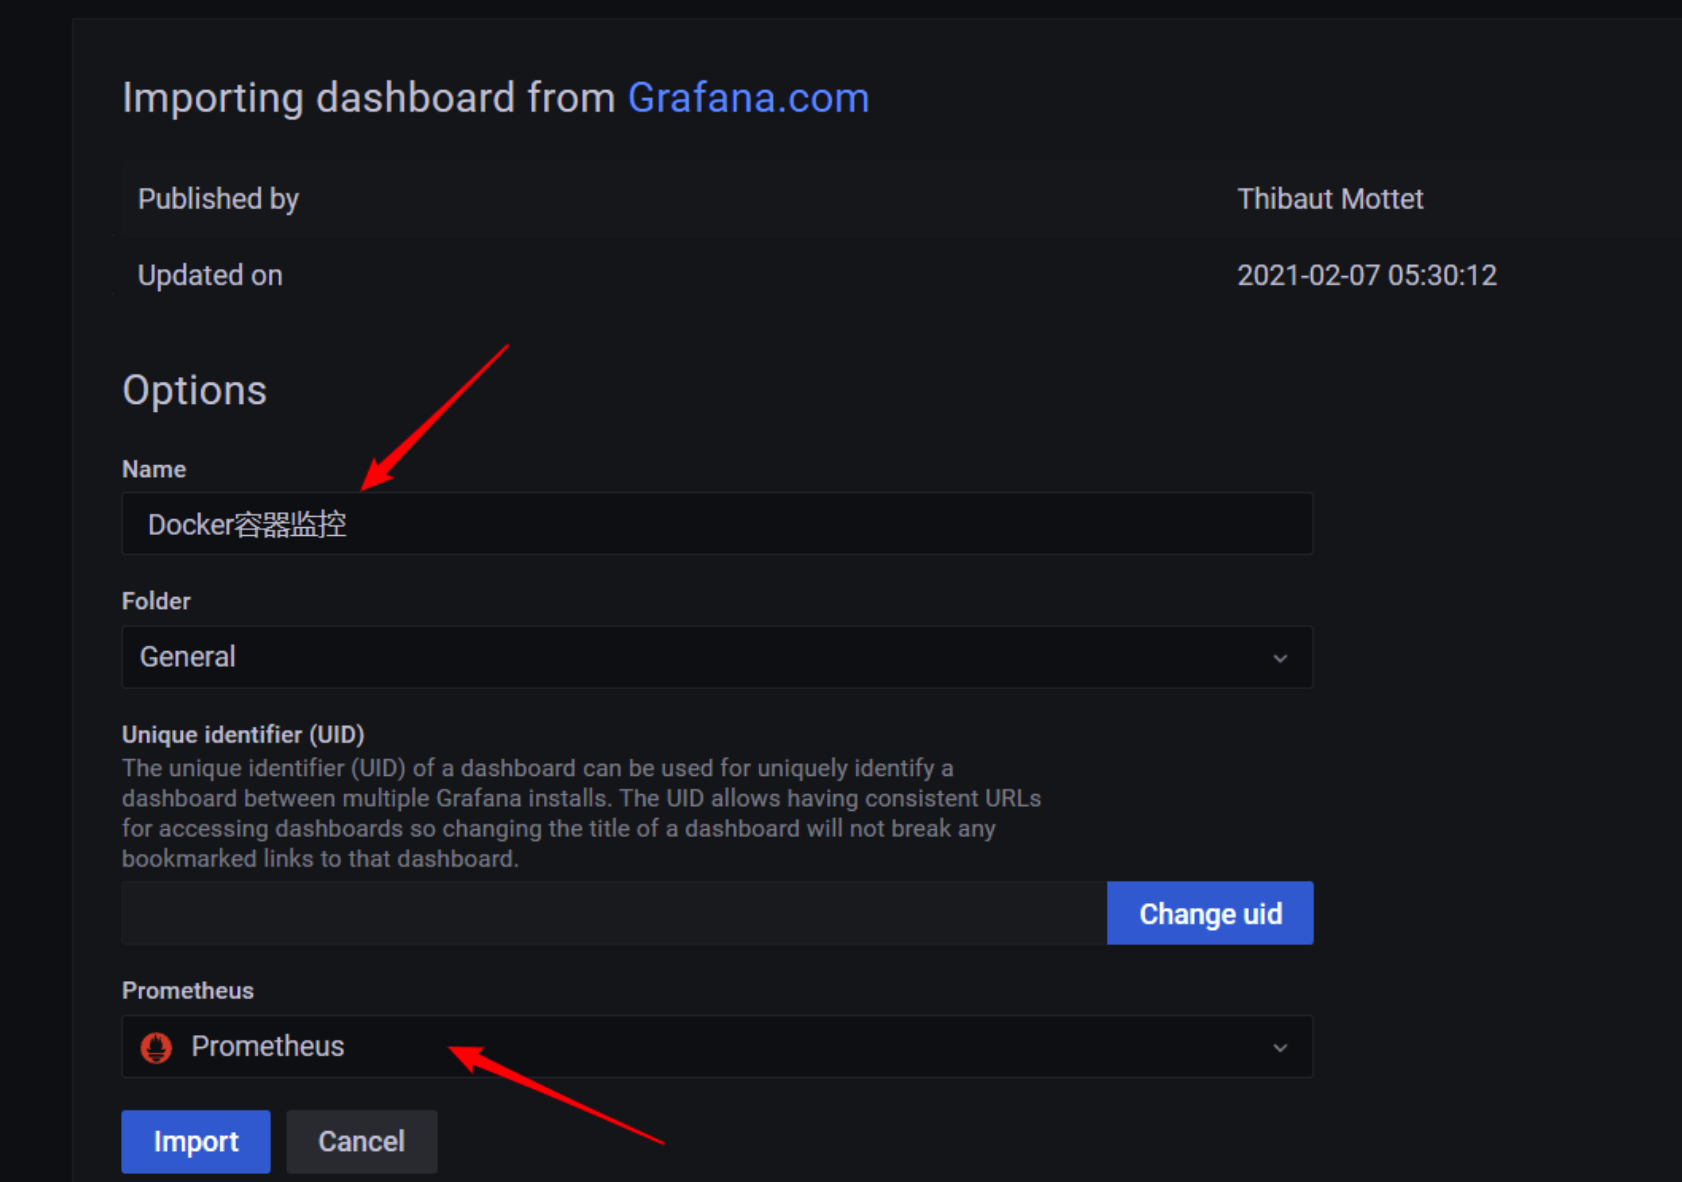 Importing dashboard from Grafana.com
Published by Thibaut Mottet
Updated on 2021-02-07 05:30:12
Options
Name
Docker容器监控
Folder
General
Unique identifier (UID)
The unique identifier (UID) of a dashboard can be used for uniquely identify a
dashboard between multiple Grafana installs. The UID allows having consistent URLs
for accessing dashboards so changing the title of a dashboard will not break any
bookmarked links to that dashboard.
Change uid
Prometheus
Prometheus
Import Cancel